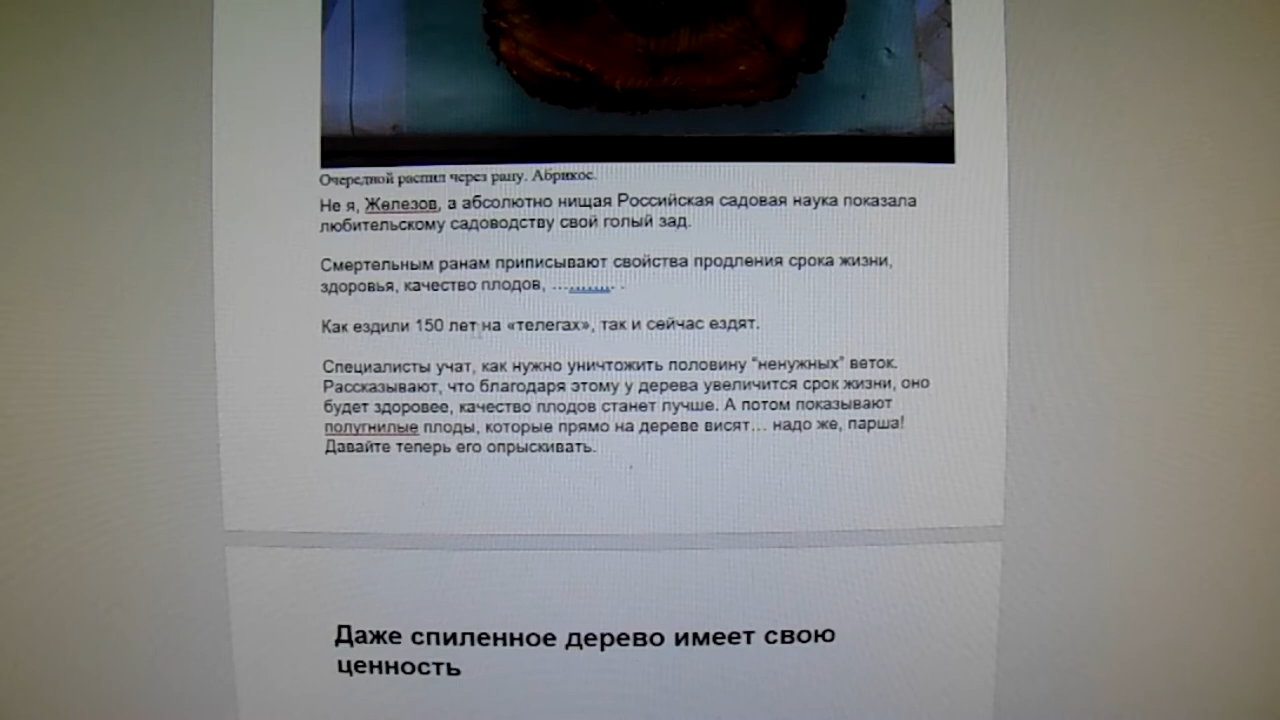 Очередной распил через рану. Абрикос.
Не я, Железов, а абсолютно нищая Российская садовая наука показала
любительскому садоводству свой голый зад.
Смертельным ранам приписывают свойства продления срока жизни,
здоровья, качество плодов, ………. .
Как ездили 150 лет на «телегах», так и сейчас ездят.
Специалисты учат, как нужно уничтожить половину "ненужных" веток.
Рассказывают, что благодаря этому у дерева увеличится срок жизни, оно
будет здоровее, качество плодов станет лучше. А потом показывают
полугнилые плоды, которые прямо на дереве висят… надо же, парша!
Давайте теперь его опрыскивать.
Даже спиленное дерево имеет свою
ценность